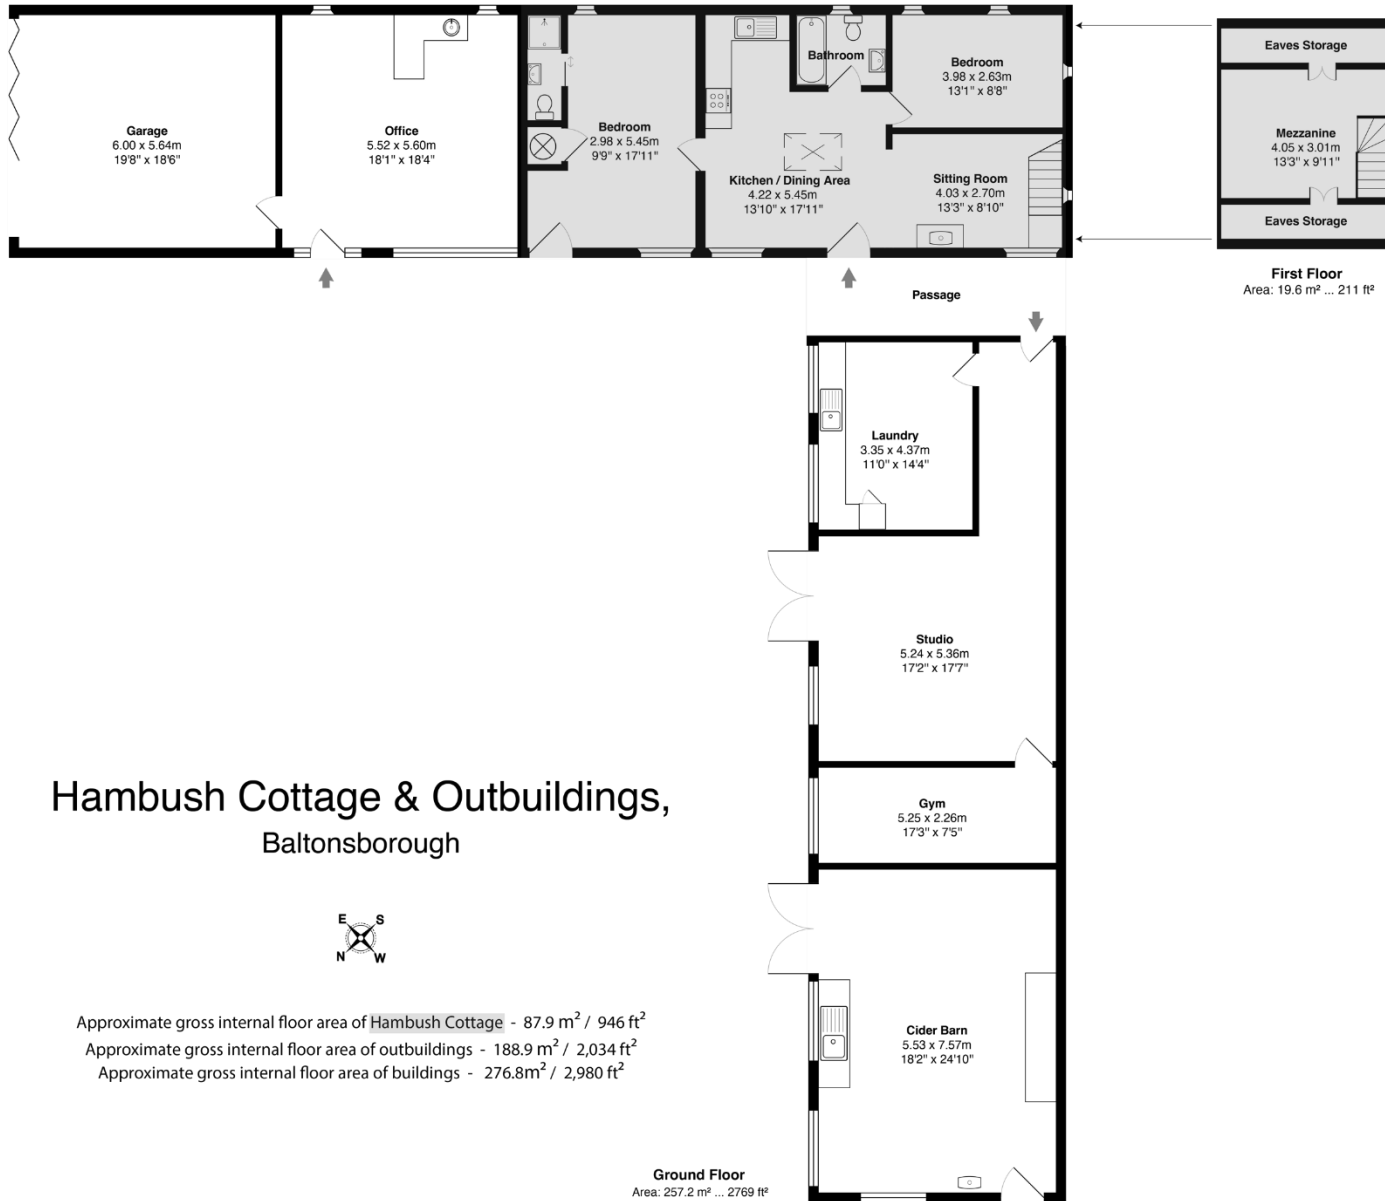 Garage
6.00 x 5.64m
19'8" x 18'6"
Office
5.52 x 5.60m
18'1" x 18'4"
Bedroom
2.98 x 5.45m
9'9" x 17'11"
Kitchen / Dining Area
4.22 x 5.45m
13'10" x 17'11"
Bathroom
Bedroom
3.98 x 2.63m
13'1" x 8'8"
Sitting Room
4.03 x 2.70m
13'3" x 8'10"
Eaves Storage
Mezzanine
4.05 x 3.01m
13'3" x 9'11"
Eaves Storage
First Floor
Area: 19.6 m² ... 211 ft²
Passage
Laundry
3.35 x 4.37m
11'0" x 14'4"
Studio
5.24 x 5.36m
17'2" x 17'7"
Gym
5.25 x 2.26m
17'3" x 7'5"
Cider Barn
5.53 x 7.57m
18'2" x 24'10"
Hambush Cottage & Outbuildings,
Baltonsborough
E S
N W
Approximate gross internal floor area of Hambush Cottage - 87.9 m² / 946 ft²
Approximate gross internal floor area of outbuildings - 188.9 m² / 2,034 ft²
Approximate gross internal floor area of buildings - 276.8m² / 2,980 ft²
Ground Floor
Area: 257.2 m² ... 2769 ft²